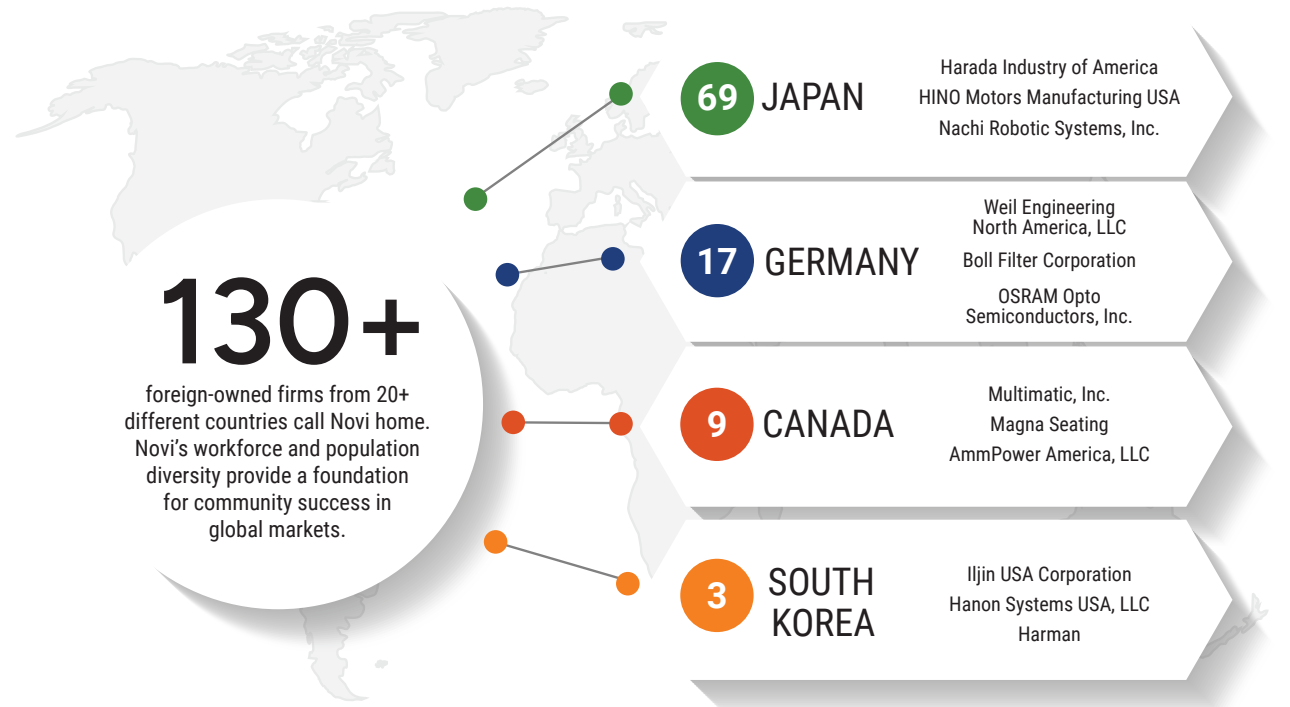 130+
foreign-owned firms from 20+
different countries call Novi home.
Novi’s workforce and population
diversity provide a foundation
for community success in
global markets.
69 JAPAN
Harada Industry of America
HINO Motors Manufacturing USA
Nachi Robotic Systems, Inc.
17 GERMANY
Weil Engineering
North America, LLC
Boll Filter Corporation
OSRAM Opto
Semiconductors, Inc.
9 CANADA
Multimatic, Inc.
Magna Seating
AmmPower America, LLC
3 SOUTH
KOREA
Iljin USA Corporation
Hanon Systems USA, LLC
Harman